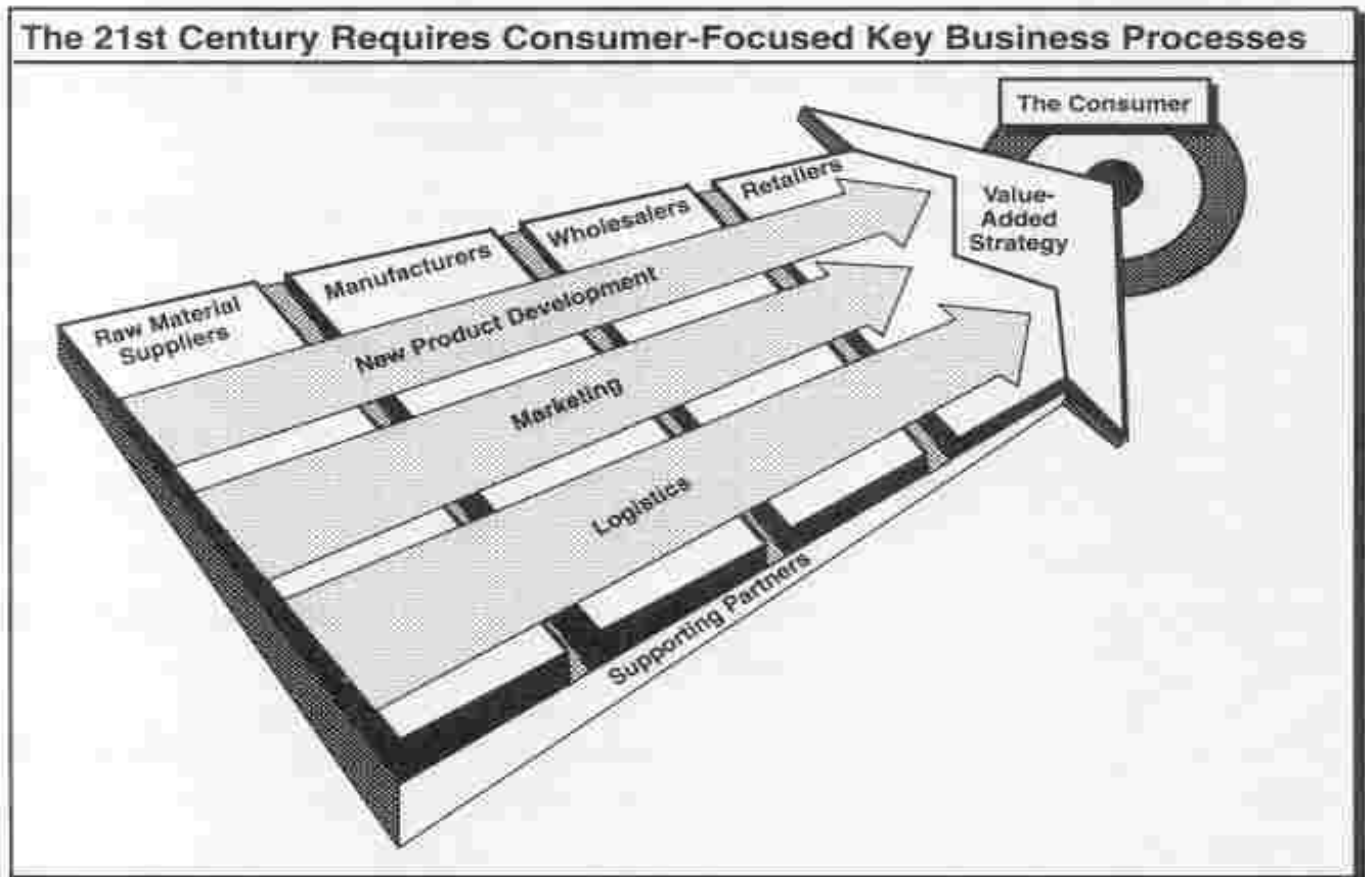 The 21st Century Requires Consumer-Focused Key Business Processes
The Consumer
Value-
Added
Strategy
Retailers
Wholesalers
Manufacturers
Raw Material
Suppliers
New Product Development
Marketing
Logistics
Supporting Partners